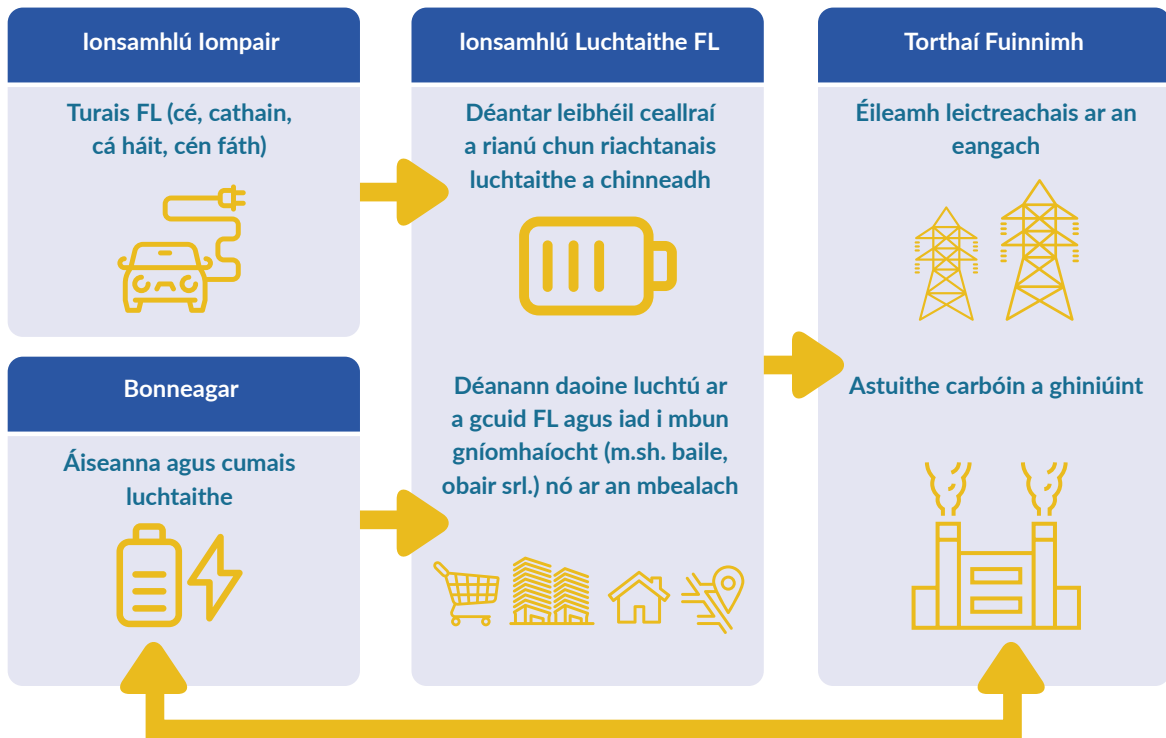 Ionsamhlú Iompair
Turais FL (cé, cathain,
cá háit, cén fáth)
Bonneagar
Áiseanna agus cumais
luchtaithe
Ionsamhlú Luchtaithe FL
Déantar leibhéil ceallraí
a rianú chun riachtanais
luchtaithe a chinneadh
Déanann daoine luchtú ar
a gcuid FL agus iad i mbun
gníomhaíocht (m.sh. baile,
obair srl.) nó ar an mbealach
Torthaí Fuinnimh
Éileamh leictreachais ar an
eangach
Astuithe carbóin a ghiniúint